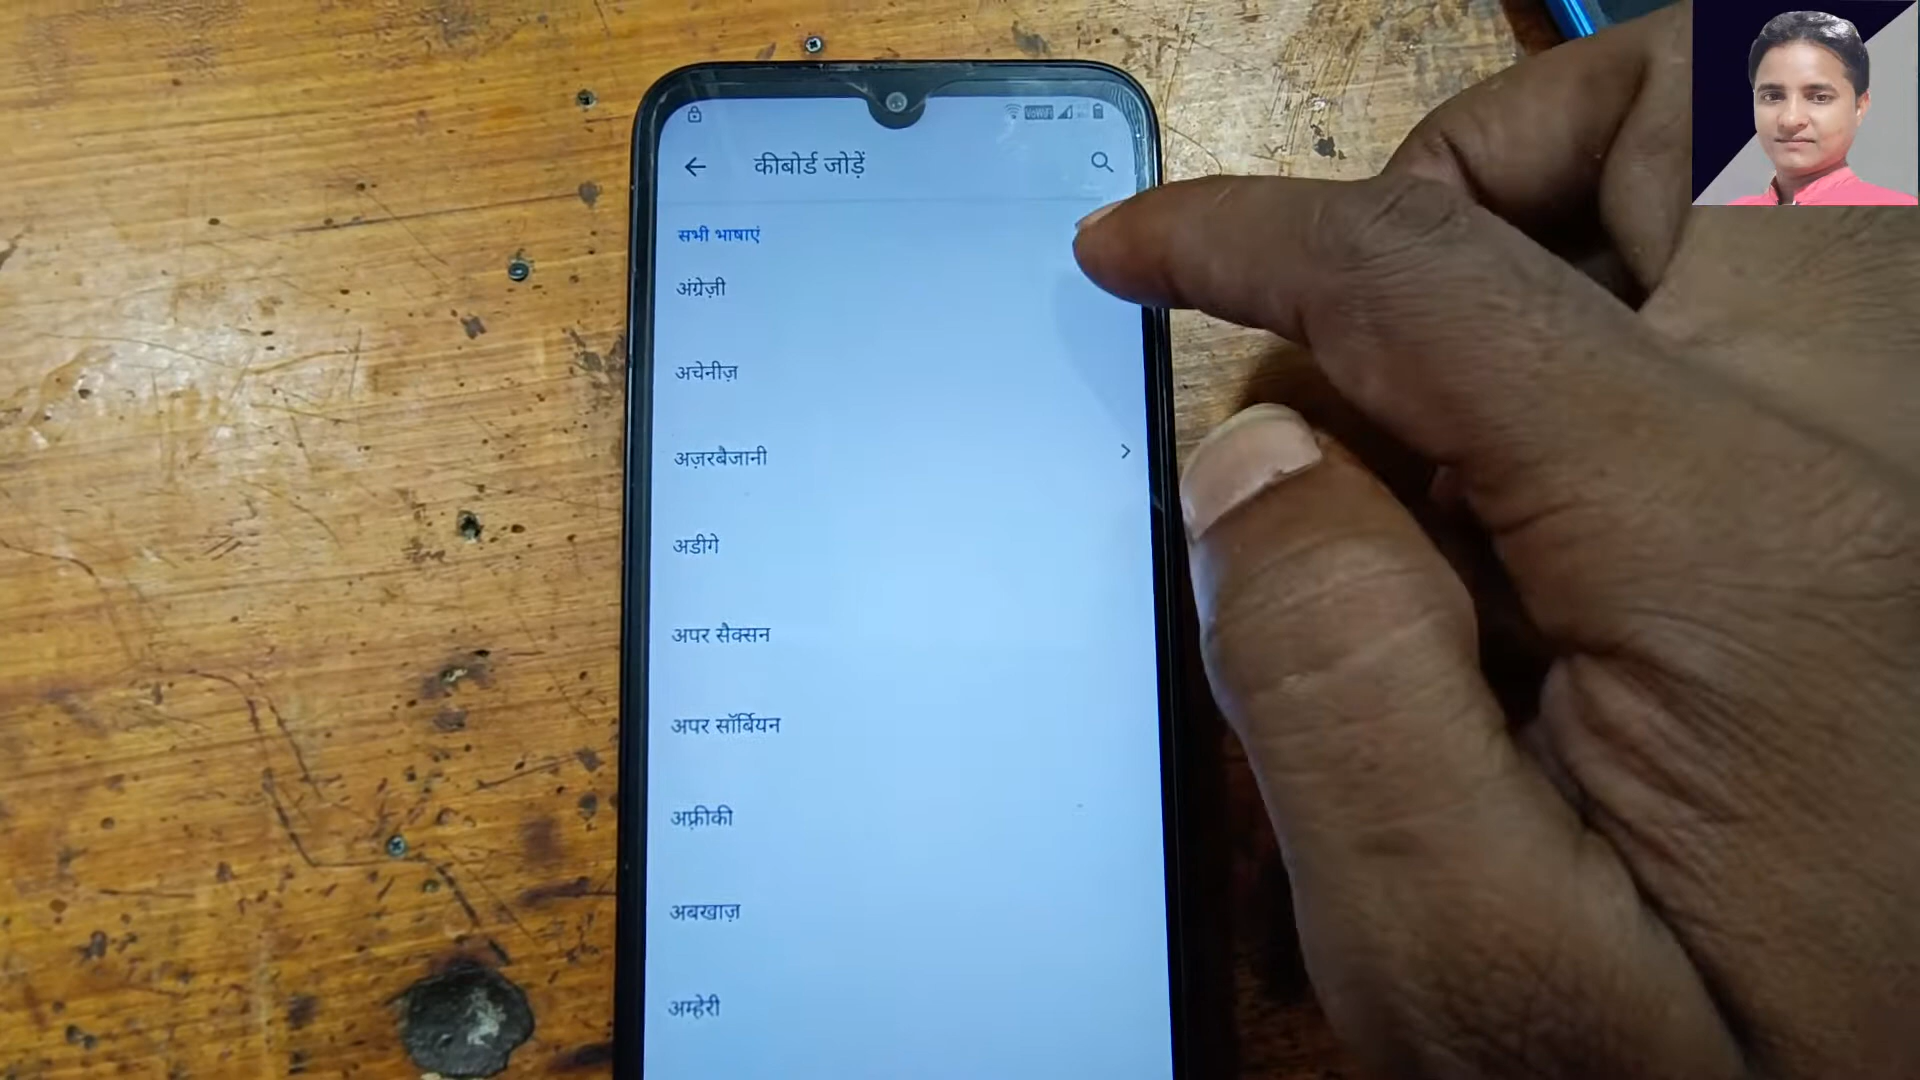 कीबोर्ड जोड़ें
सभी भाषाएं
अंग्रेज़ी
अचेनीज़
अज़रबैजानी
अडीगे
अपर सैक्सन
अपर सॉर्बियन
अफ़्रीकी
अबखाज़
अम्हेरी